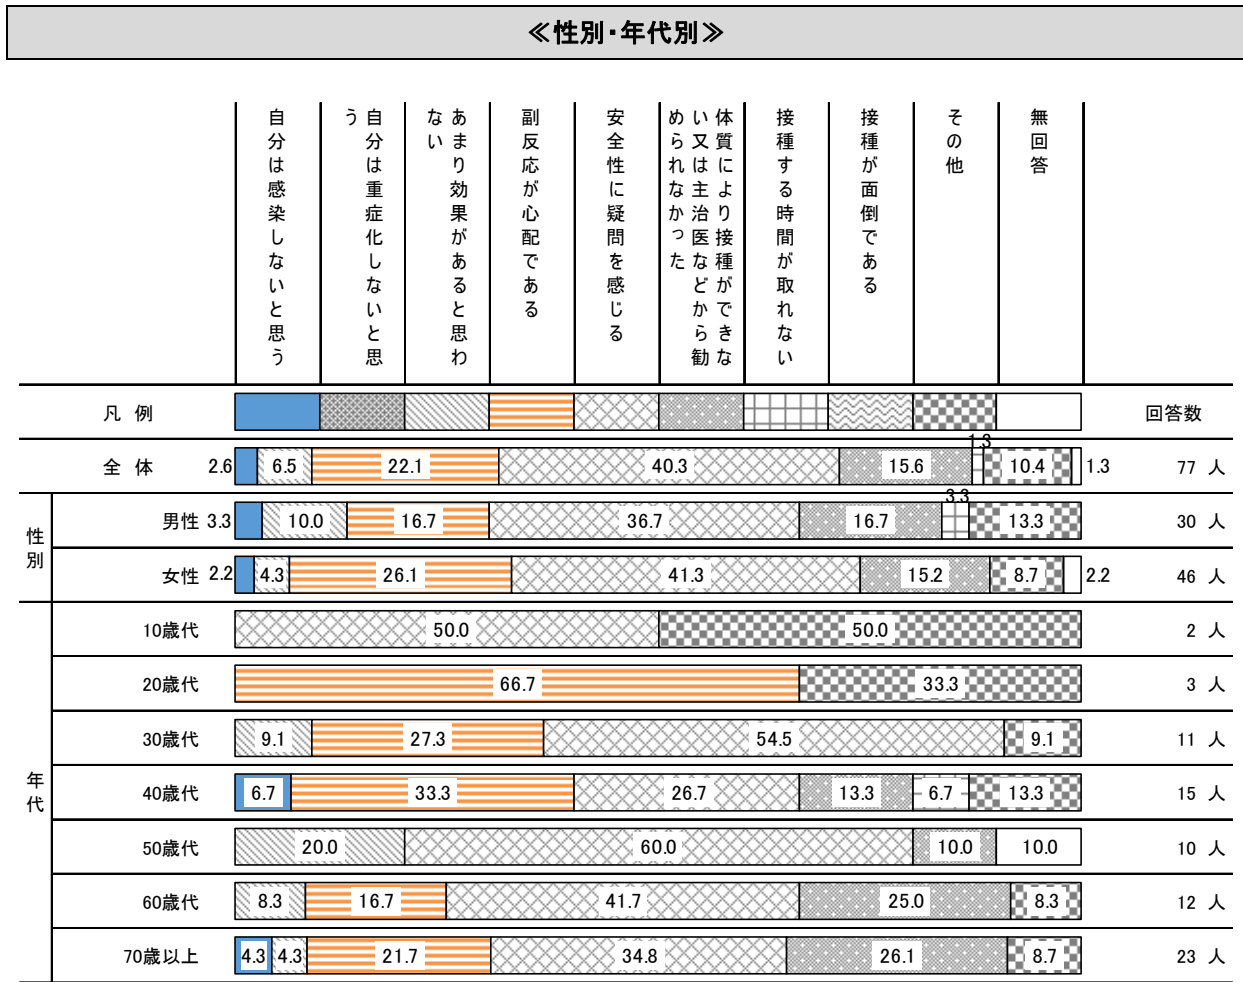 ≪性別・年代別≫
自分は感染しないと思う
自分は重症化しないと思
う
あまり効果があると思わ
ない
副反応が心配である
安全性に疑問を感じる
体質により接種ができな
い又は主治医などから勧
められなかった
接種する時間が取れない
接種が面倒である
その他
無回答
凡 例 回答数
全 体 2.6 6.5 22.1 40.3 15.6 1.3 10.4 1.3 77 人
性別
男性 3.3 10.0 16.7 36.7 16.7 3.3 13.3 30 人
女性 2.2 4.3 26.1 41.3 15.2 8.7 2.2 46 人
年代
10歳代 50.0 50.0 2 人
20歳代 66.7 33.3 3 人
30歳代 9.1 27.3 54.5 9.1 11 人
40歳代 6.7 33.3 26.7 13.3 6.7 13.3 15 人
50歳代 20.0 60.0 10.0 10.0 10 人
60歳代 8.3 16.7 41.7 25.0 8.3 12 人
70歳以上 4.3 4.3 21.7 34.8 26.1 8.7 23 人